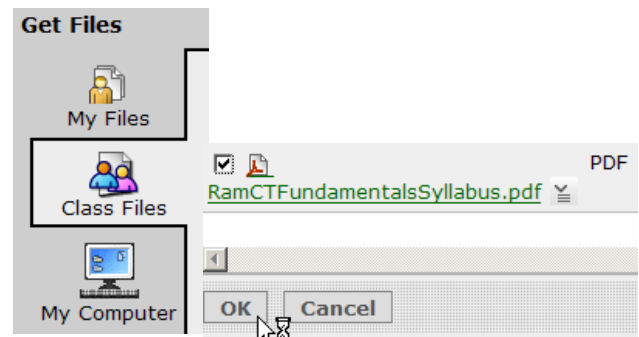 Get Files
My Files
Class Files
My Computer
PDF
RamCTFundamentalsSyllabus.pdf
OK Cancel